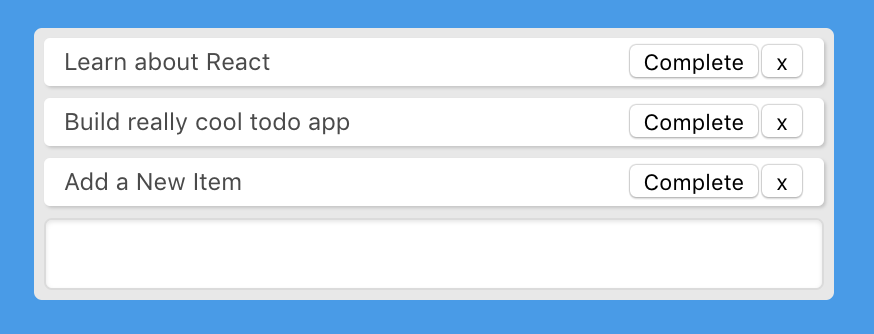 Learn about React Complete x
Build really cool todo app Complete x
Add a New Item Complete x